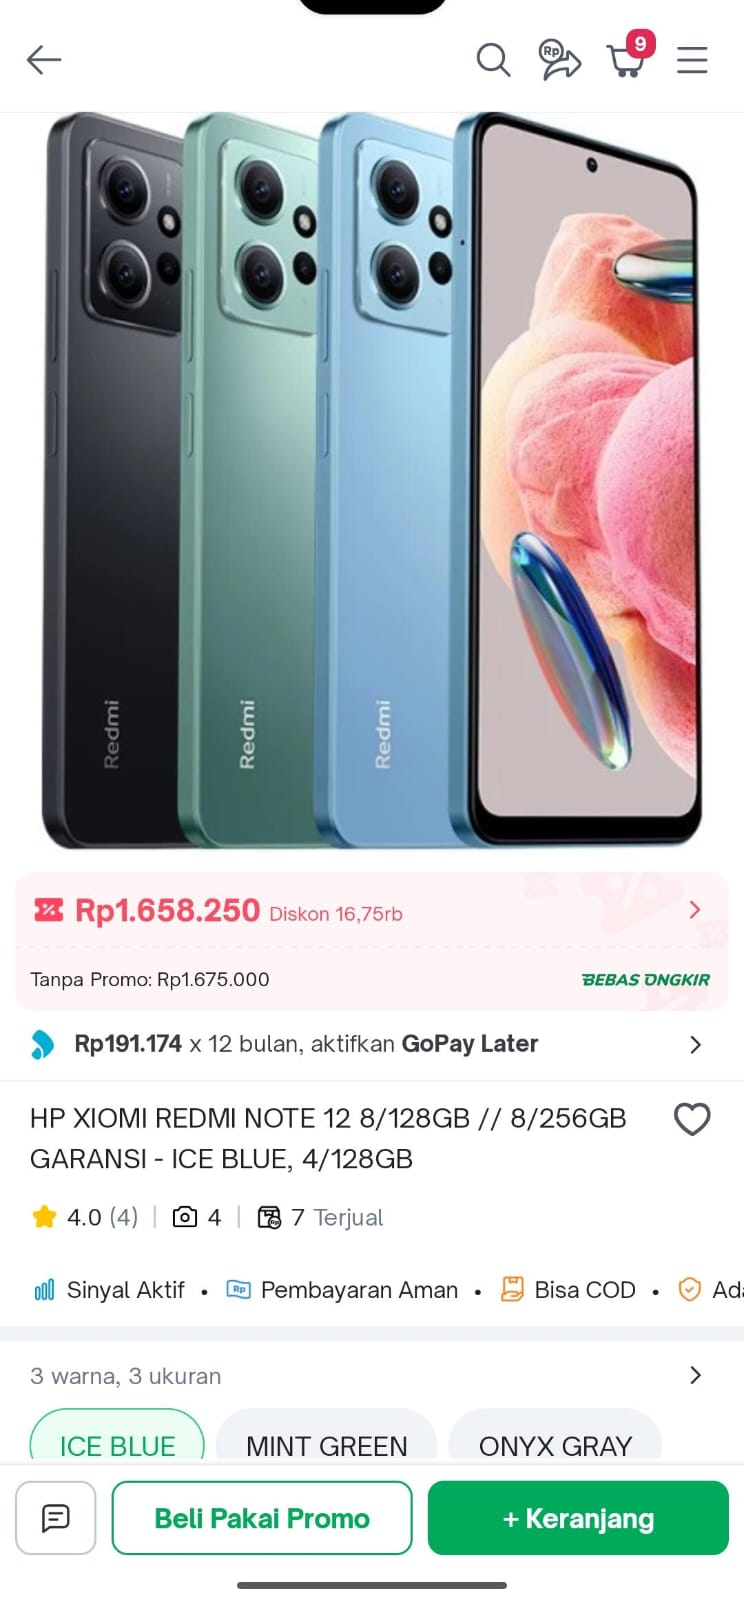 Rp
9
Redmi
Redmi
Redmi
Rp1.658.250 Diskon 16,75rb
Tanpa Promo: Rp1.675.000
BEBAS ONGKIR
Rp191.174 x 12 bulan, aktifkan GoPay Later
HP XIOMI REDMI NOTE 12 8/128GB // 8/256GB
GARANSI - ICE BLUE, 4/128GB
4.0 (4) | 4 | 7 Terjual
Sinyal Aktif • Rp Pembayaran Aman • Bisa COD • Ada
3 warna, 3 ukuran
ICE BLUE MINT GREEN ONYX GRAY
Beli Pakai Promo + Keranjang